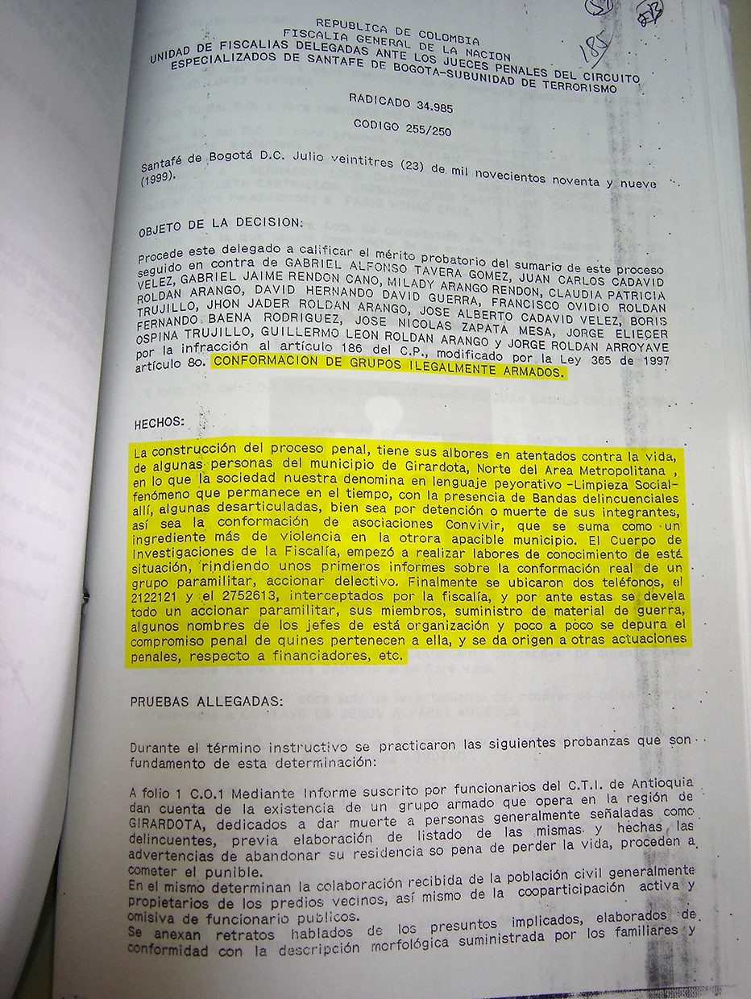 185
REPUBLICA DE COLOMBIA
FISCALIA GENERAL DE LA NACION
UNIDAD DE FISCALIAS DELEGADAS ANTE LOS JUECES PENALES DEL CIRCUITO
ESPECIALIZADOS DE SANTAFE DE BOGOTA-SUBUNIDAD DE TERRORISMO
RADICADO 34.985
CODIGO 255/250
Santafé de Bogotá D.C. Julio veintitres (23) de mil novecientos noventa y nueve
(1999).
OBJETO DE LA DECISION:
Procede este delegado a calificar el mérito probatorio del sumario de este proceso
seguido en contra de GABRIEL ALFONSO TAVERA GOMEZ, JUAN CARLOS CADAVID
VELEZ, GABRIEL JAIME RENDON CANO, MILADY ARANGO RENDON, CLAUDIA PATRICIA
ROLDAN ARANGO, DAVID HERNANDO DAVID GUERRA, FRANCISCO OVIDIO ROLDAN
TRUJILLO, JHON JADER ROLDAN ARANGO, JOSE ALBERTO CADAVID VELEZ, BORIS
FERNANDO BAENA RODRIGUEZ, JOSE NICOLAS ZAPATA MESA, JORGE ELIECER
OSPINA TRUJILLO, GUILLERMO LEON ROLDAN ARANGO y JORGE ROLDAN ARROYAVE
por la infracción al artículo 186 del C.P., modificado por la Ley 365 de 1997
artículo 8o. CONFORMACION DE GRUPOS ILEGALMENTE ARMADOS.
HECHOS:
La construcción del proceso penal, tiene sus albores en atentados contra la vida,
de algunas personas del municipio de Girardota, Norte del Area Metropolitana ,
en lo que la sociedad nuestra denomina en lenguaje peyorativo -Limpieza Social-
fenómeno que permanece en el tiempo, con la presencia de Bandas delincuenciales
allí, algunas desarticuladas, bien sea por detención o muerte de sus integrantes,
así sea la conformación de asociaciones Convivir, que se suma como un
ingrediente más de violencia en la otrora apacible municipio. El Cuerpo de
Investigaciones de la Fiscalía, empezó a realizar labores de conocimiento de está
situación, rindiendo unos primeros informes sobre la conformación real de un
grupo paramilitar, accionar delectivo. Finalmente se ubicaron dos teléfonos, el
2122121 y el 2752613, interceptados por la fiscalía, y por ante estas se devela
todo un accionar paramilitar, sus miembros, suministro de material de guerra,
algunos nombres de los jefes de está organización y poco a poco se depura el
compromiso penal de quines pertenecen a ella, y se da origen a otras actuaciones
penales, respecto a financiadores, etc.
PRUEBAS ALLEGADAS:
Durante el término instructivo se practicaron las siguientes probanzas que son
fundamento de esta determinación:
A folio 1 C.O.1 Mediante Informe suscrito por funcionarios del C.T.I. de Antioquia
dan cuenta de la existencia de un grupo armado que opera en la región de
GIRARDOTA, dedicados a dar muerte a personas generalmente señaladas como
delincuentes, previa elaboración de listado de las mismas y hechas las
advertencias de abandonar su residencia so pena de perder la vida, proceden a
cometer el punible.
En el mismo determinan la colaboración recibida de la población civil generalmente
propietarios de los predios vecinos, así mismo de la cooparticipación activa y
omisiva de funcionario publicos.
Se anexan retratos hablados de los presuntos implicados, elaborados de
conformidad con la descripción morfológica suministrada por los familiares y